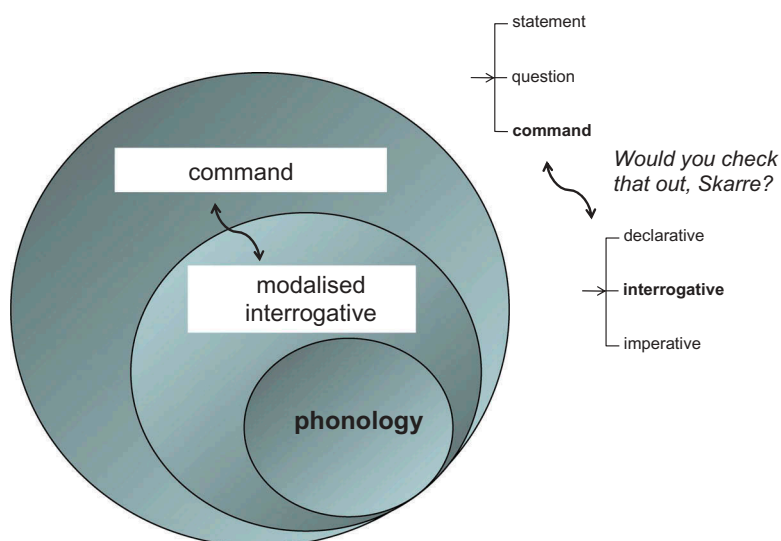 statement
question
command
command
Would you check
that out, Skarre?
declarative
modalised
interrogative
interrogative
imperative
phonology